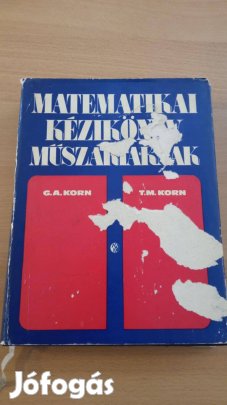 MATEMATIKAI
KÉZIKÖNYV
MŰSZAKIAKNAK
G.A. KORN
T.M. KORN
Jófogás